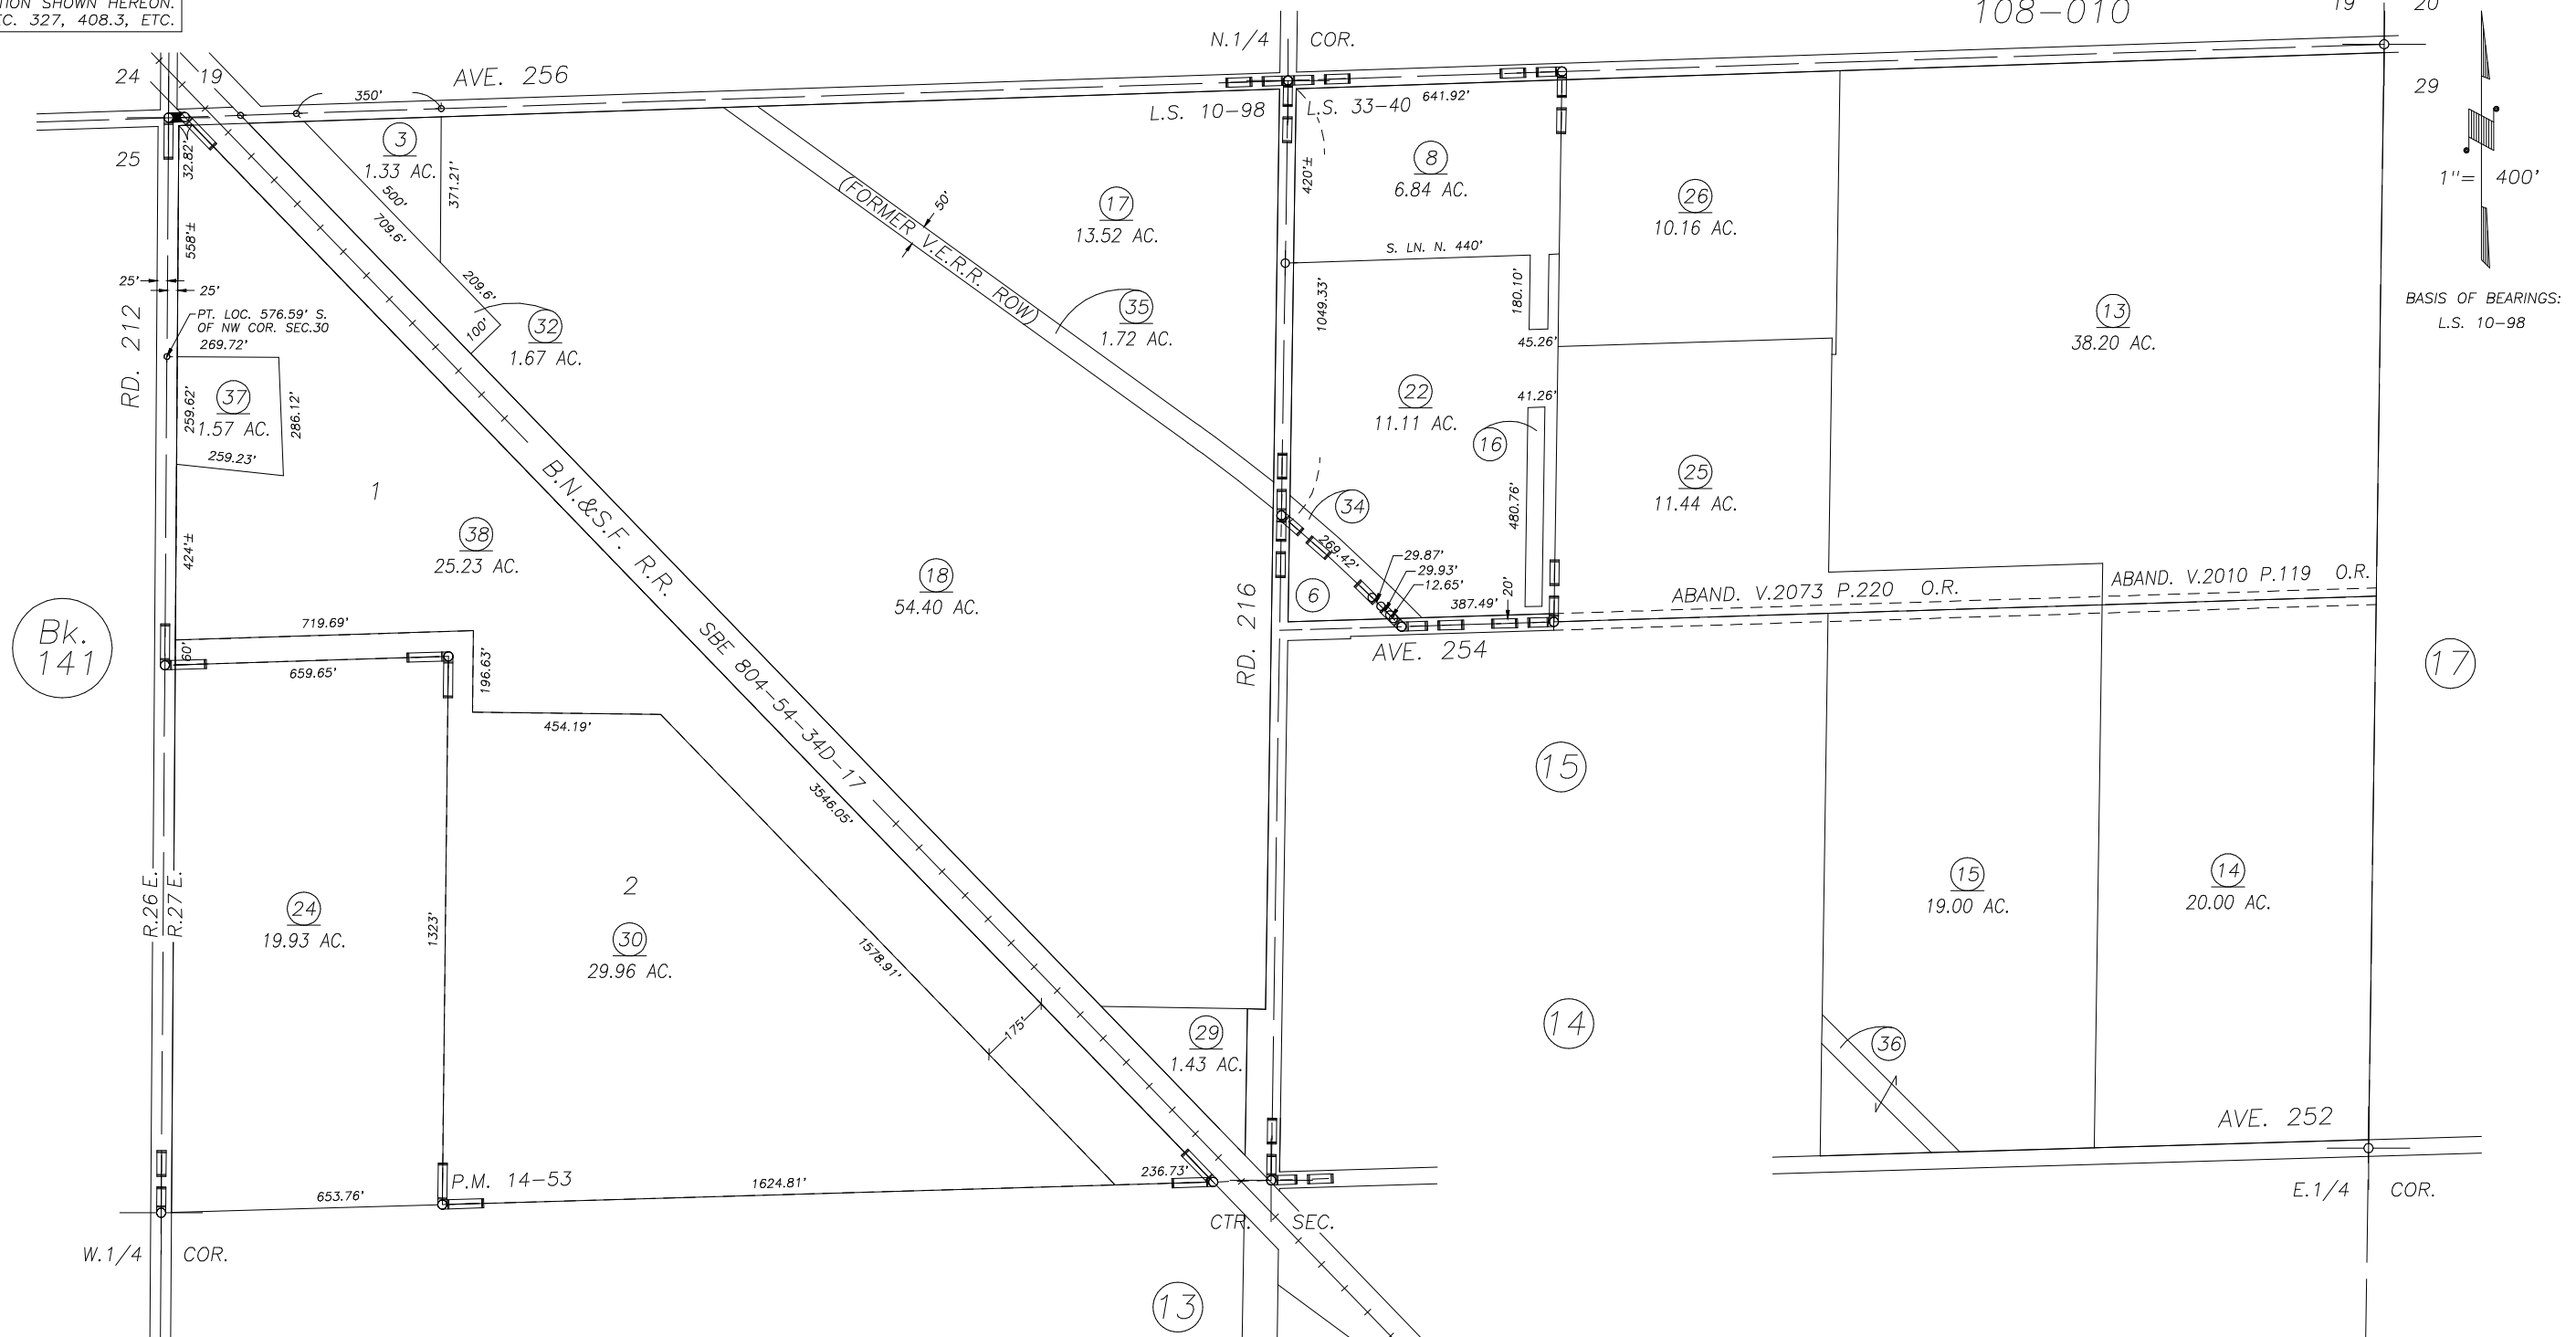 TION SHOWN HEREON.
EC. 327, 408.3, ETC.
108-010
19 20
29
N.1/4 COR.
24 19
25
AVE. 256
350'
L.S. 10-98
L.S. 33-40
641.92'
1"= 400'
BASIS OF BEARINGS:
L.S. 10-98
32.82'
558'±
3
1.33 AC.
371.21'
500'
709.6'
209.6'
100'
32
1.67 AC.
25'
25'
PT. LOC. 576.59' S.
OF NW COR. SEC.30
269.72'
RD. 212
259.62'
37
1.57 AC.
286.12'
259.23'
1
424'±
38
25.23 AC.
(FORMER V.E.R.R. ROW)
50'
17
13.52 AC.
35
1.72 AC.
420'±
8
6.84 AC.
S. LN. N. 440'
180.10'
1049.33'
45.26'
41.26'
22
11.11 AC.
16
480.76'
26
10.16 AC.
13
38.20 AC.
25
11.44 AC.
34
269.42'
29.87'
29.93'
12.65'
6
387.49'
20'
ABAND. V.2073 P.220 O.R.
ABAND. V.2010 P.119 O.R.
AVE. 254
RD. 216
18
54.40 AC.
B.N.&S.F. R.R.
SBE 804-54-34D-17
3546.05'
Bk.
141
719.69'
60'
659.65'
196.63'
454.19'
17
15
14
R.26 E.
R.27 E.
24
19.93 AC.
1323'
2
30
29.96 AC.
1578.91'
175'
29
1.43 AC.
15
19.00 AC.
14
20.00 AC.
36
AVE. 252
P.M. 14-53
653.76'
1624.81'
236.73'
W.1/4 COR.
CTR. SEC.
E.1/4 COR.
13